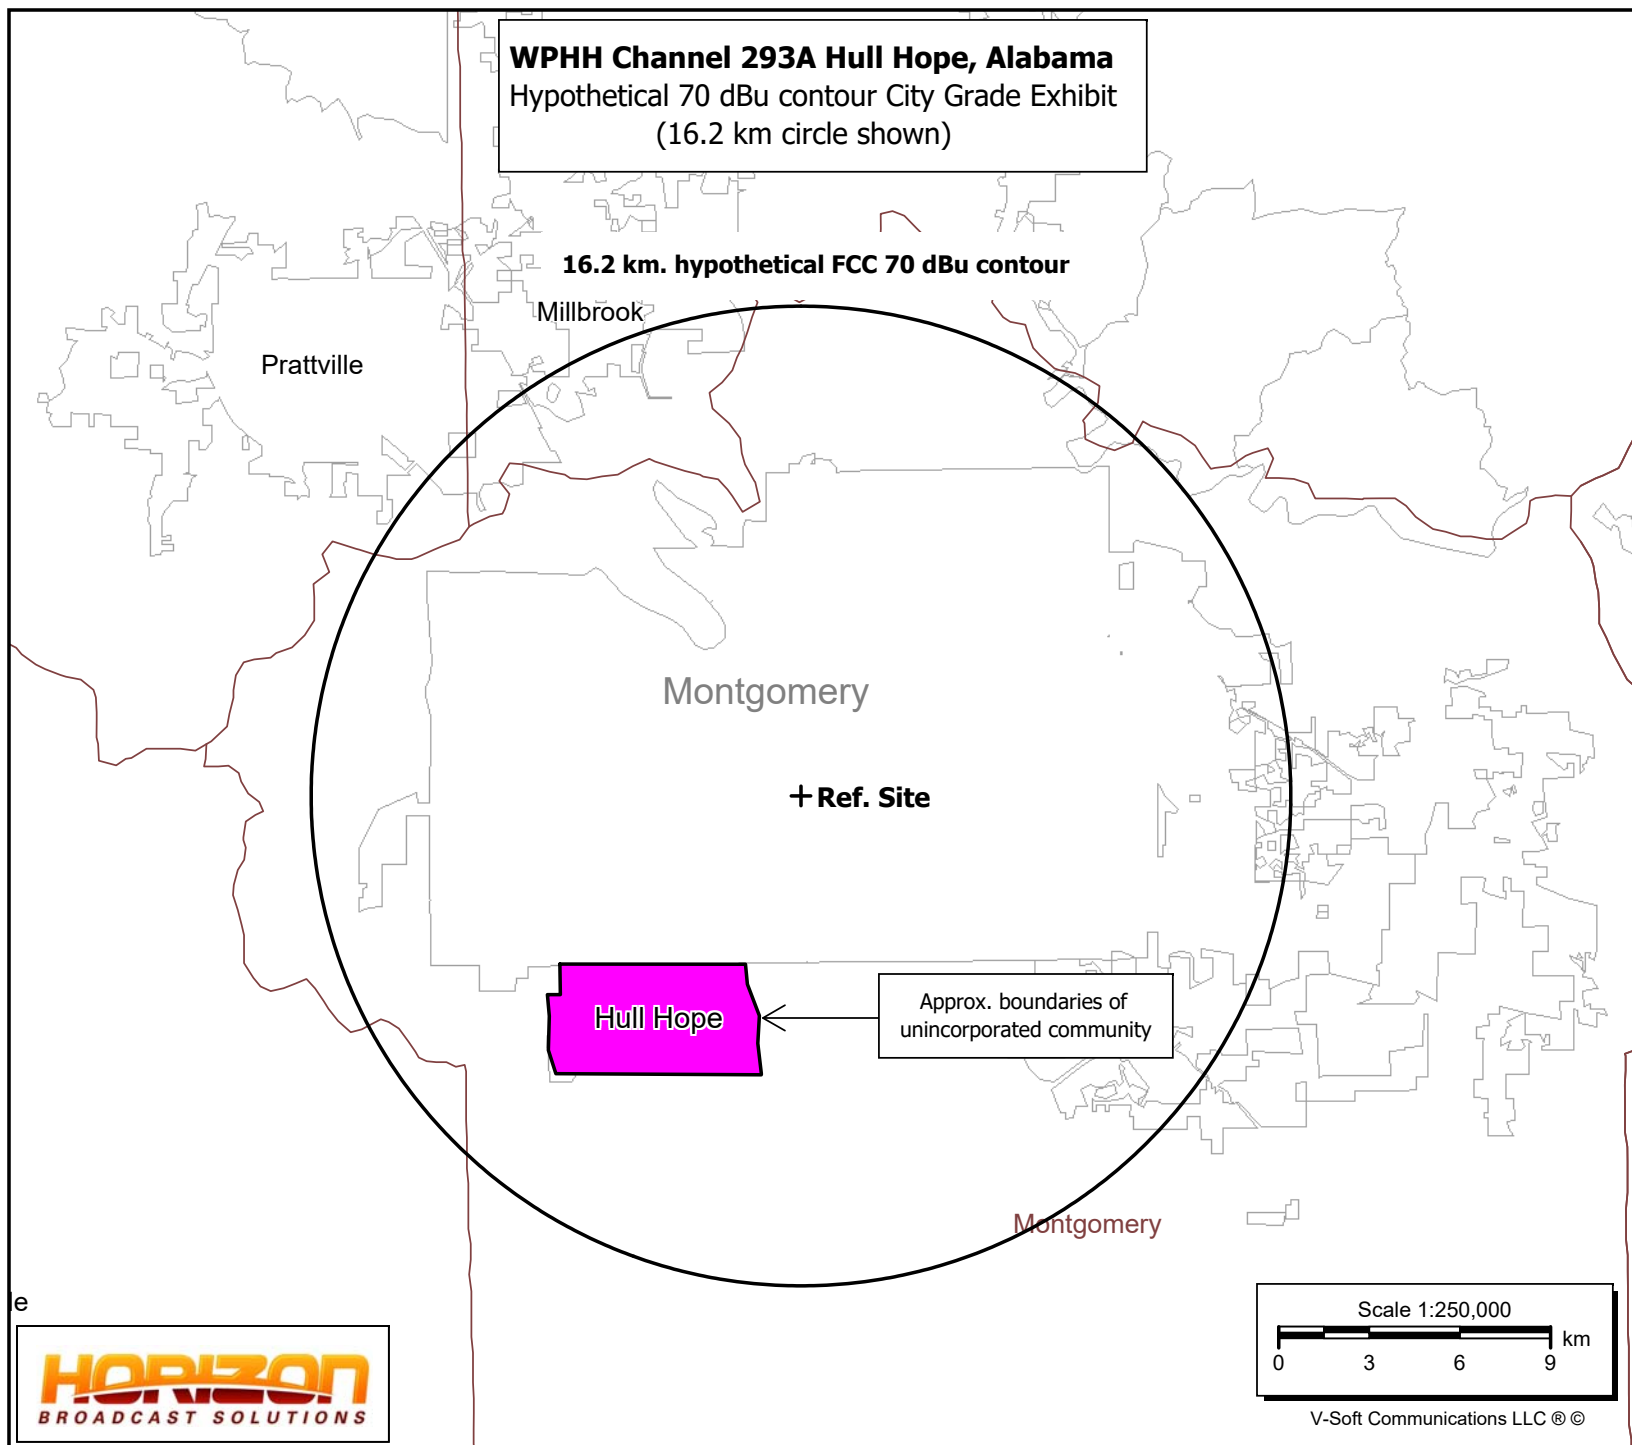 WPHH Channel 293A Hull Hope, Alabama
Hypothetical 70 dBu contour City Grade Exhibit
(16.2 km circle shown)
16.2 km. hypothetical FCC 70 dBu contour
Millbrook
Prattville
Montgomery
Ref. Site
Hull Hope
Approx. boundaries of
unincorporated community
Montgomery
le
HORIZON
BROADCAST SOLUTIONS
Scale 1:250,000
km
0 3 6 9
V-Soft Communications LLC ® ©